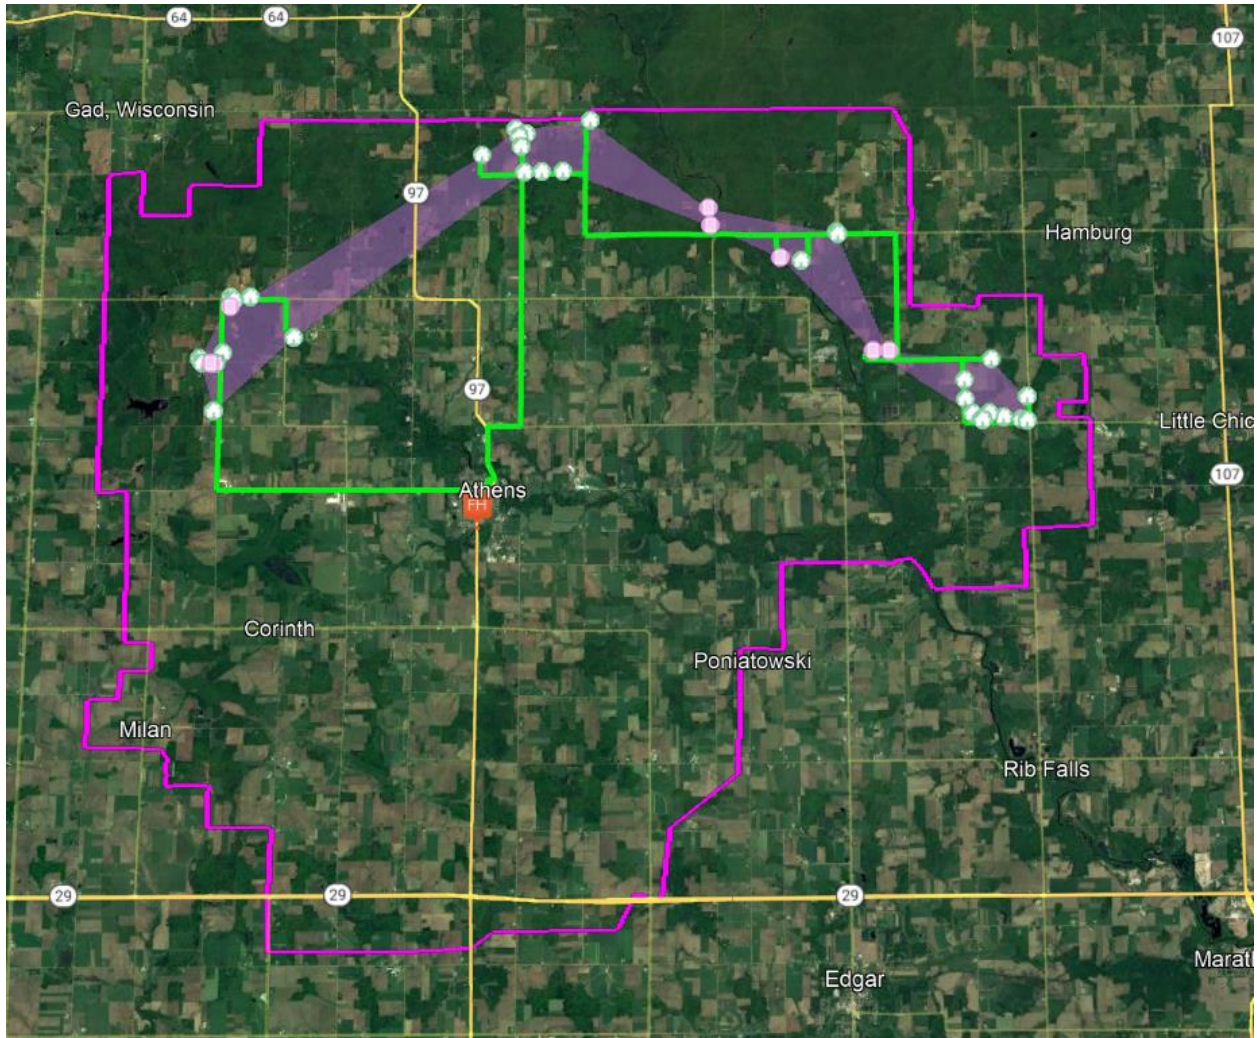 64
64
107
Gad, Wisconsin
97
Hamburg
97
Little Chic
107
Athens
FH
Corinth
Poniatowski
Milan
Rib Falls
29
29
29
Marat
Edgar